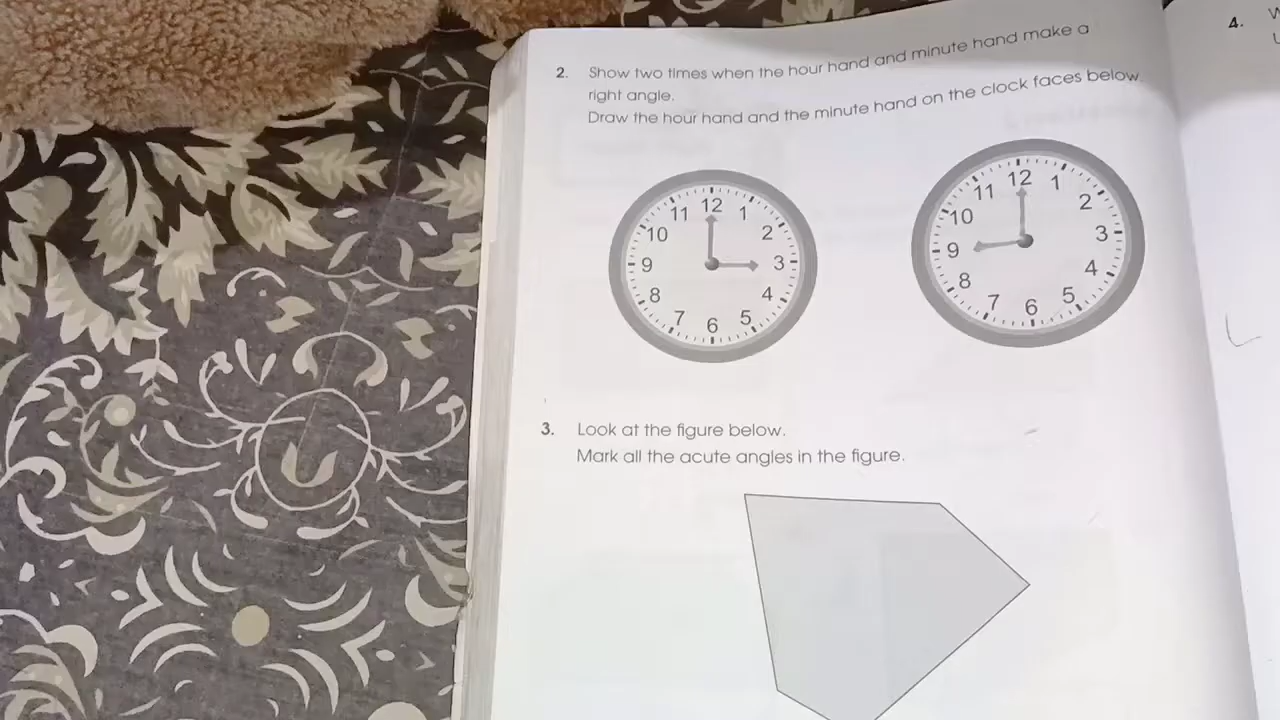 2. Show two times when the hour hand and minute hand make a
right angle.
Draw the hour hand and the minute hand on the clock faces below
12 1 2 3 4 5 6 7 8 9 10 11
12 1 2 3 4 5 6 7 8 9 10 11
3. Look at the figure below.
Mark all the acute angles in the figure.
4.